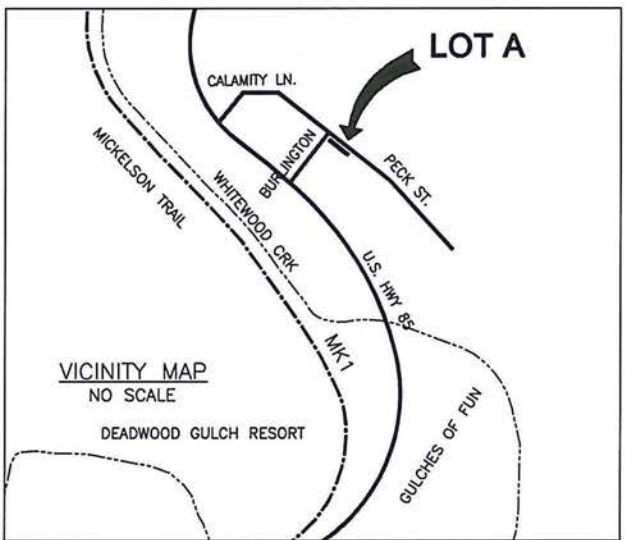 LOT A
CALAMITY LN.
BURLINGTON
PECK ST.
MICKELSON TRAIL
WHITEWOOD CRK
U.S. HWY 85
MK1
VICINITY MAP
NO SCALE
DEADWOOD GULCH RESORT
GULCHES OF FUN